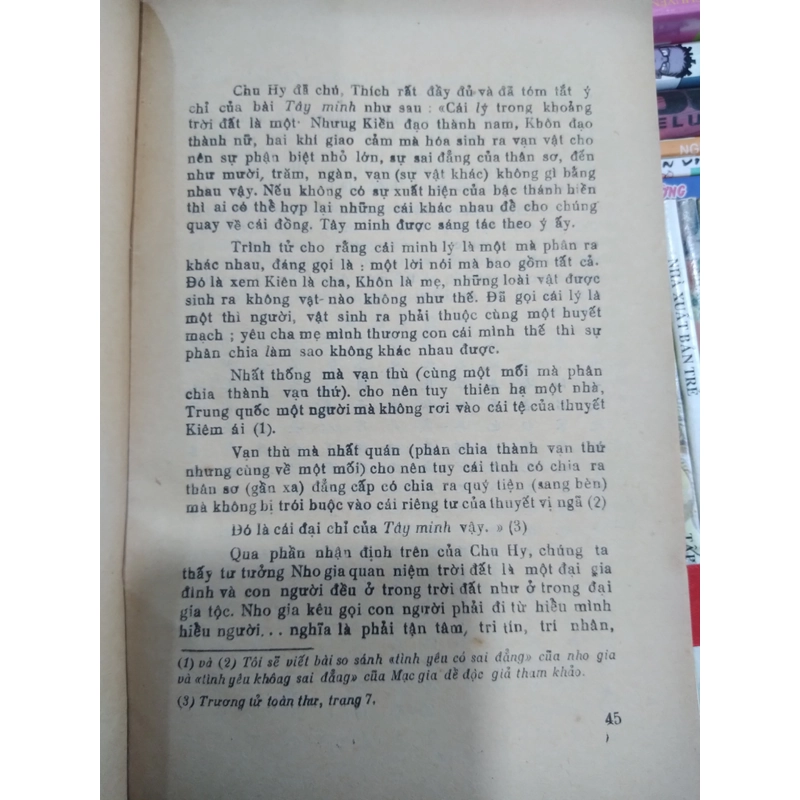 Chu Hy đã chú, Thích rất đầy đủ và đã tóm tắt ý
chỉ của bài Tây minh như sau : «Cái lý trong khoảng
trời đất là một· Nhưug Kiền đạo thành nam, Khôn đạo
thành nữ, hai khí giao cảm mà hóa sinh ra vạn vật cho
nên sự phận biệt nhỏ lớn, sự sai đẳng của thân sơ, đến
như mười, trăm, ngàn, vạn (sự vật khác) không gì bằng
nhau vậy. Nếu không có sự xuất hiện của bậc thánh hiền
thì ai có thể hợp lại những cái khác nhau để cho chúng
quay về cái đồng. Tây minh được sáng tác theo ý ấy.
Trình tử cho rằng cái minh lý là một mà phân ra
khác nhau, đáng gọi là : một lời nói mà bao gồm tất cả.
Đó là xem Kiên là cha, Khôn là mẹ, những loài vật được
sinh ra không vật nào không như thế. Đã gọi cái lý là
một thì người, vật sinh ra phải thuộc cùng một huyết
mạch ; yêu cha mẹ mình thương con cái mình thế thì sự
phân chia làm sao không khác nhau được.
Nhất thống mà vạn thù (cùng một mối mà phân
chia thành vạn thứ). cho nên tuy thiên hạ một nhà,
Trung quốc một người mà không rơi vào cái tệ của thuyết
Kiêm ái (1).
Vạn thù mà nhất quán (phân chia thành vạn thứ
nhưng cùng về một mối) cho nên tuy cái tình có chia ra
thân sơ (gần xa) đẳng cấp có chia ra quý tiện (sang bèn)
mà không bị trói buộc vào cái riêng tư của thuyết vị ngã (2)
Đó là cái đại chỉ của Tây minh vậy. » (3)
Qua phần nhận định trên của Chu Hy, chúng ta
thấy tư tưởng Nho gia quan niệm trời đất là một đại gia
đình và con người đều ở trong trời đất như ở trong đại
gia tộc. Nho gia kêu gọi con người phải đi từ hiểu mình
hiểu người... nghĩa là phải tận tâm, tri tín, trí nhân,
(1) và (2) Tôi sẽ viết bài so sánh «tình yêu có sai đẳng» của nho gia
và «tình yêu không sai đẳng» của Mạc gia để độc giả tham khảo.
(3) Trương tử toàn thư, trang 7.
45
NHÀ XUẤT BẢN TRẺ
TẬP